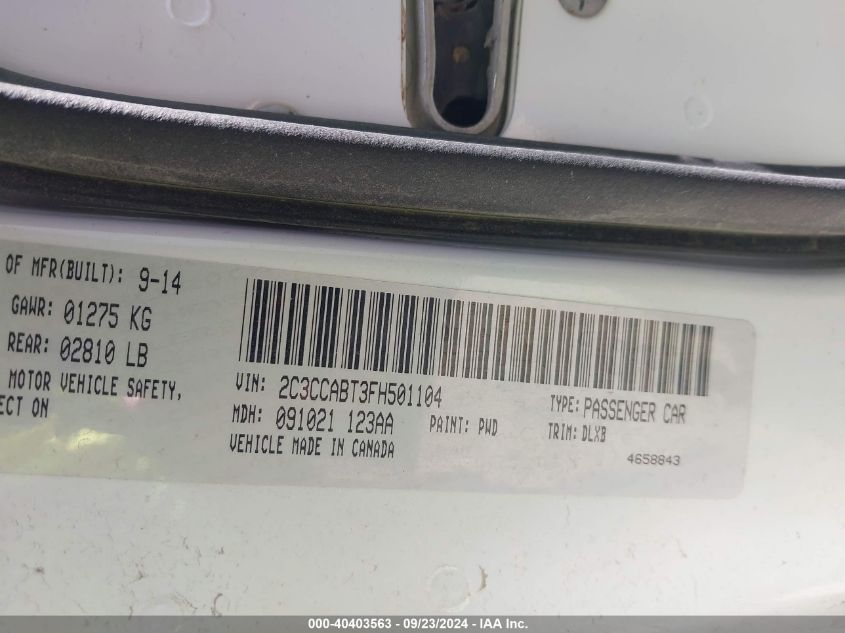 OF MFR(BUILT): 9-14
GAWR: 01275 KG
REAR: 02810 LB
MOTOR VEHICLE SAFETY,
ECT ON
VIN: 2C3CCABT3FH501104
TYPE: PASSENGER CAR
MDH: 091021 123AA
PAINT: PWD
TRIM: DLXB
VEHICLE MADE IN CANADA
4658843
000-40403563 - 09/23/2024 - IAA, Inc.